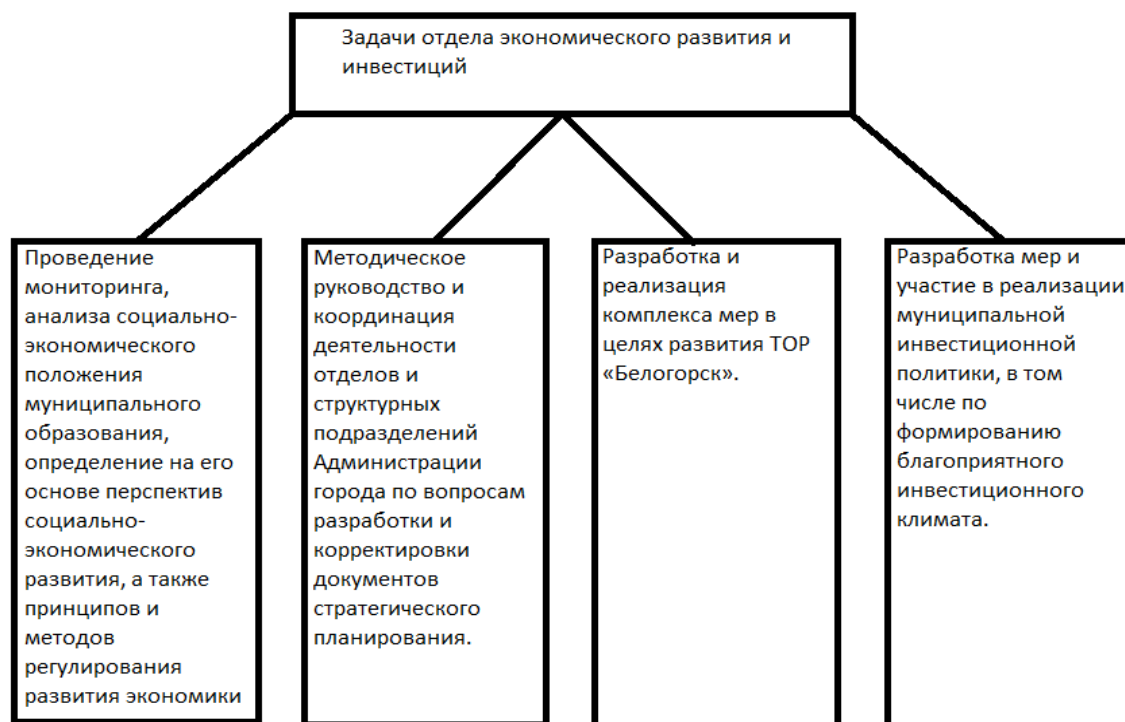 Задачи отдела экономического развития и
инвестиций
Проведение
мониторинга,
анализа социально-
экономического
положения
муниципального
образования,
определение на его
основе перспектив
социально-
экономического
развития, а также
принципов и
методов
регулирования
развития экономики
Методическое
руководство и
координация
деятельности
отделов и
структурных
подразделений
Администрации
города по вопросам
разработки и
корректировки
документов
стратегического
планирования.
Разработка и
реализация
комплекса мер в
целях развития ТОР
«Белогорск».
Разработка мер и
участие в реализации
муниципальной
инвестиционной
политики, в том
числе по
формированию
благоприятного
инвестиционного
климата.